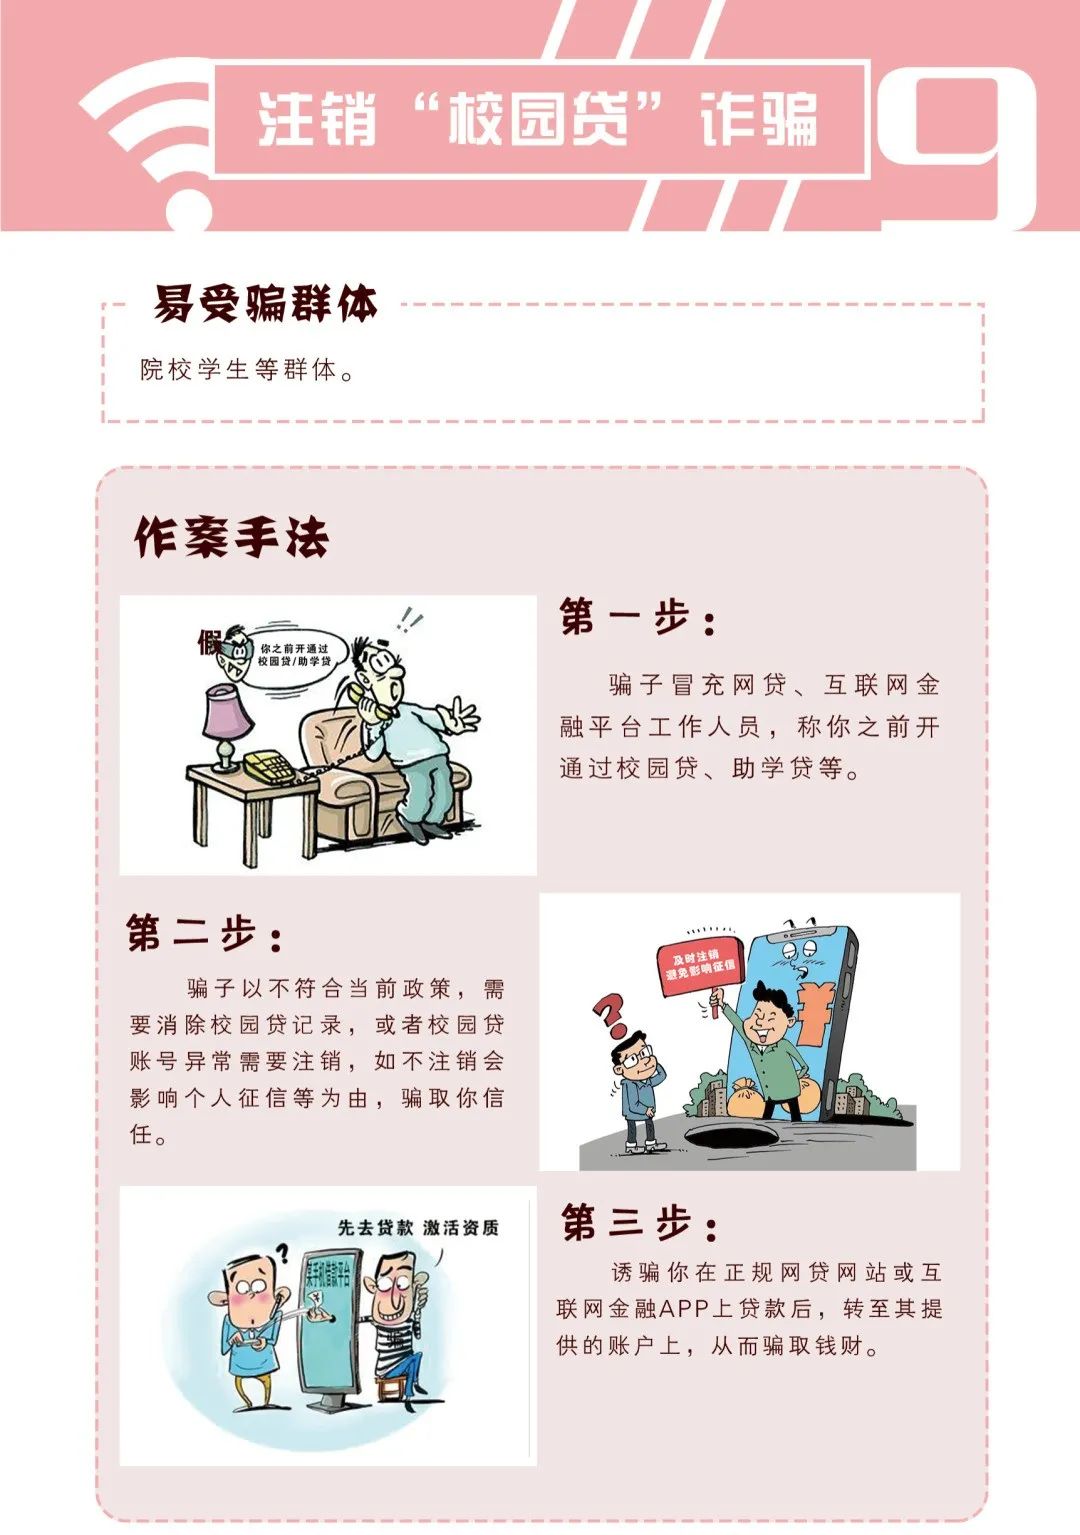 注销“校园贷”诈骗
9
易受骗群体
院校学生等群体。
作案手法
假
你之前开通过
校园贷/助学贷
第一步：
骗子冒充网贷、互联网金
融平台工作人员，称你之前开
通过校园贷、助学贷等。
第二步：
骗子以不符合当前政策，需
要消除校园贷记录，或者校园贷
账号异常需要注销，如不注销会
影响个人征信等为由，骗取你信
任。
及时注销
避免影响征信
先去贷款 激活资质
某手机借款平台
第三步：
诱骗你在正规网贷网站或互
联网金融APP上贷款后，转至其提
供的账户上，从而骗取钱财。